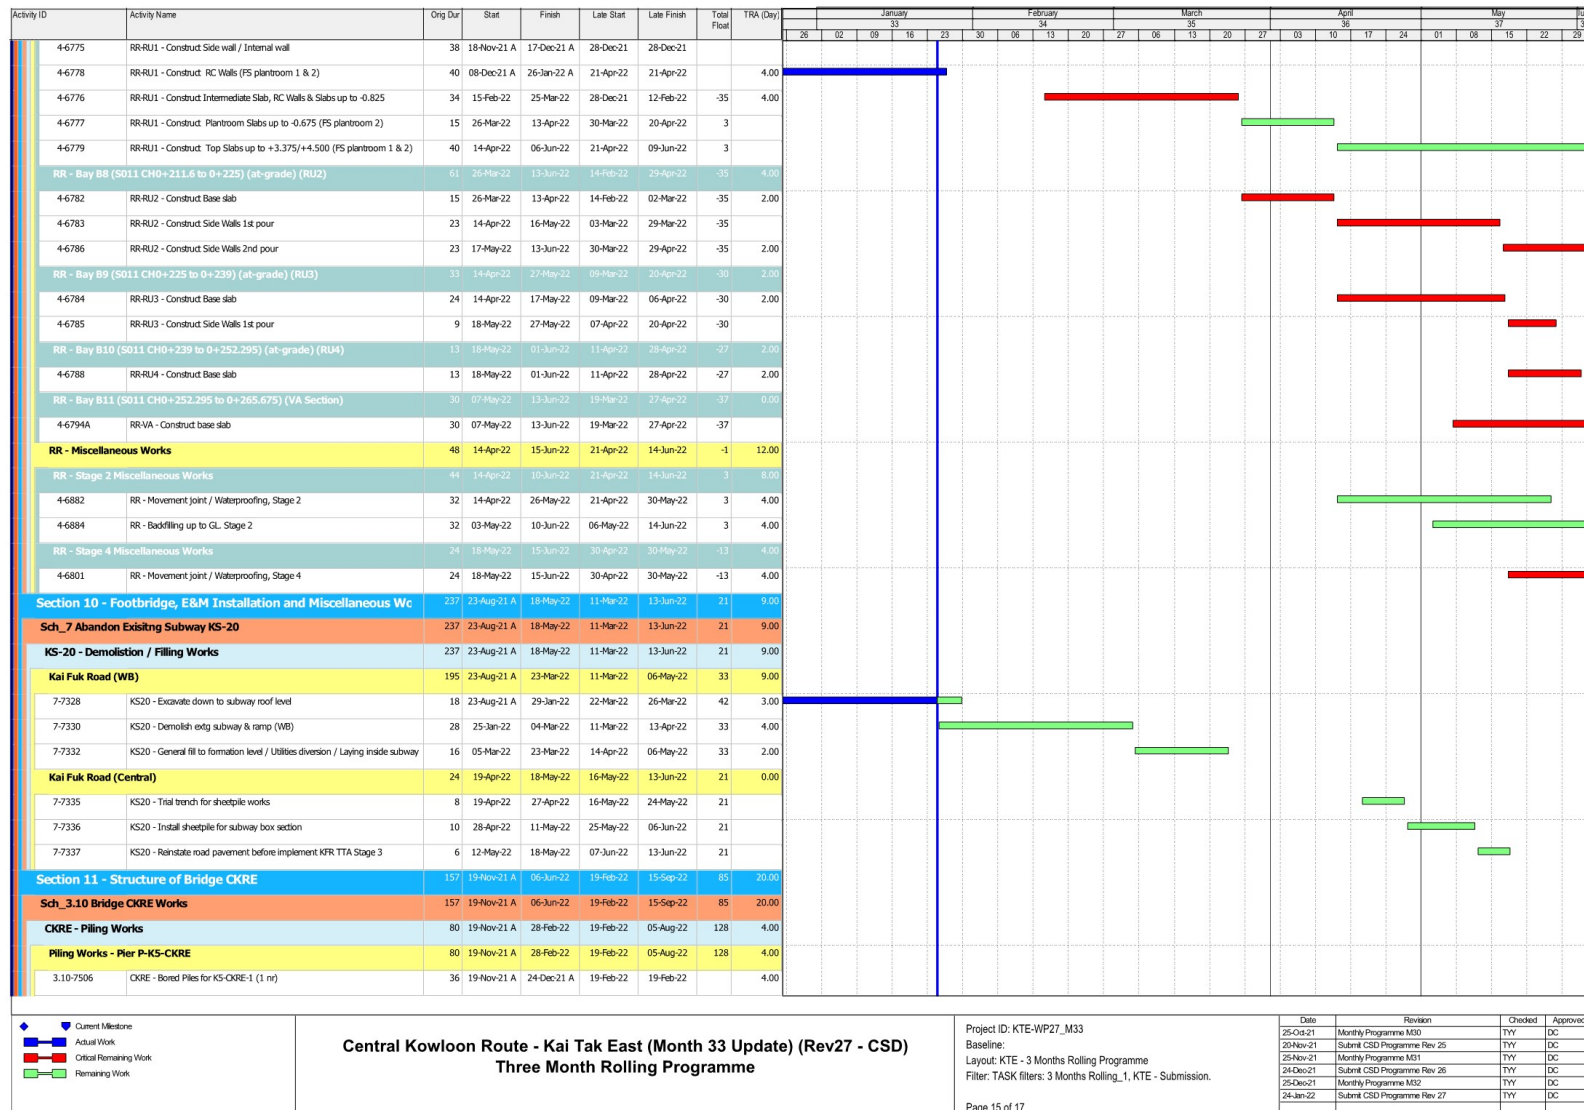 Activity ID Activity Name Orig Dur Start Finish Late Start Late Finish Total Float TRA (Day) January February March April May
33 34 35 36 37
26 02 09 16 23 30 06 13 20 27 06 13 20 27 03 10 17 24 01 08 15 22 29
4-6775 RR-RU1 - Construct Side wall / Internal wall 38 18-Nov-21 A 17-Dec-21 A 28-Dec-21 28-Dec-21
4-6778 RR-RU1 - Construct RC Walls (FS plantroom 1 & 2) 40 08-Dec-21 A 26-Jan-22 A 21-Apr-22 21-Apr-22 4.00
4-6776 RR-RU1 - Construct Intermediate Slab, RC Walls & Slabs up to -0.825 34 15-Feb-22 25-Mar-22 28-Dec-21 12-Feb-22 -35 4.00
4-6777 RR-RU1 - Construct Plantroom Slabs up to -0.675 (FS plantroom 2) 15 26-Mar-22 13-Apr-22 30-Mar-22 20-Apr-22 3
4-6779 RR-RU1 - Construct Top Slabs up to +3.375/+4.500 (FS plantroom 1 & 2) 40 14-Apr-22 06-Jun-22 21-Apr-22 09-Jun-22 3
RR - Bay B8 (S011 CH0+211.6 to 0+225) (at-grade) (RU2) 61 26-Mar-22 13-Jun-22 14-Feb-22 29-Apr-22 -35 4.00
4-6782 RR-RU2 - Construct Base slab 15 26-Mar-22 13-Apr-22 14-Feb-22 02-Mar-22 -35 2.00
4-6783 RR-RU2 - Construct Side Walls 1st pour 23 14-Apr-22 16-May-22 03-Mar-22 29-Mar-22 -35
4-6786 RR-RU2 - Construct Side Walls 2nd pour 23 17-May-22 13-Jun-22 30-Mar-22 29-Apr-22 -35 2.00
RR - Bay B9 (S011 CH0+225 to 0+239) (at-grade) (RU3) 33 14-Apr-22 27-May-22 09-Mar-22 20-Apr-22 -30 2.00
4-6784 RR-RU3 - Construct Base slab 24 14-Apr-22 17-May-22 09-Mar-22 06-Apr-22 -30 2.00
4-6785 RR-RU3 - Construct Side Walls 1st pour 9 18-May-22 27-May-22 07-Apr-22 20-Apr-22 -30
RR - Bay B10 (S011 CH0+239 to 0+252.295) (at-grade) (RU4) 13 18-May-22 01-Jun-22 11-Apr-22 28-Apr-22 -27 2.00
4-6788 RR-RU4 - Construct Base slab 13 18-May-22 01-Jun-22 11-Apr-22 28-Apr-22 -27 2.00
RR - Bay B11 (S011 CH0+252.295 to 0+265.675) (VA Section) 30 07-May-22 13-Jun-22 19-Mar-22 27-Apr-22 -37 0.00
4-6794A RR-VA - Construct base slab 30 07-May-22 13-Jun-22 19-Mar-22 27-Apr-22 -37
RR - Miscellaneous Works 48 14-Apr-22 15-Jun-22 21-Apr-22 14-Jun-22 -1 12.00
RR - Stage 2 Miscellaneous Works 44 14-Apr-22 10-Jun-22 21-Apr-22 14-Jun-22 3 8.00
4-6882 RR - Movement joint / Waterproofing, Stage 2 32 14-Apr-22 26-May-22 21-Apr-22 30-May-22 3 4.00
4-6884 RR - Backfilling up to GL. Stage 2 32 03-May-22 10-Jun-22 06-May-22 14-Jun-22 3 4.00
RR - Stage 4 Miscellaneous Works 24 18-May-22 15-Jun-22 30-Apr-22 30-May-22 -13 4.00
4-6801 RR - Movement joint / Waterproofing, Stage 4 24 18-May-22 15-Jun-22 30-Apr-22 30-May-22 -13 4.00
Section 10 - Footbridge, E&M Installation and Miscellaneous Wo 237 23-Aug-21 A 18-May-22 11-Mar-22 13-Jun-22 21 9.00
Sch_7 Abandon Exisitng Subway KS-20 237 23-Aug-21 A 18-May-22 11-Mar-22 13-Jun-22 21 9.00
KS-20 - Demolistion / Filling Works 237 23-Aug-21 A 18-May-22 11-Mar-22 13-Jun-22 21 9.00
Kai Fuk Road (WB) 195 23-Aug-21 A 23-Mar-22 11-Mar-22 06-May-22 33 9.00
7-7328 KS20 - Excavate down to subway roof level 18 23-Aug-21 A 29-Jan-22 22-Mar-22 26-Mar-22 42 3.00
7-7330 KS20 - Demolish extg subway & ramp (WB) 28 25-Jan-22 04-Mar-22 11-Mar-22 13-Apr-22 33 4.00
7-7332 KS20 - General fill to formation level / Utilities diversion / Laying inside subway 16 05-Mar-22 23-Mar-22 14-Apr-22 06-May-22 33 2.00
Kai Fuk Road (Central) 24 19-Apr-22 18-May-22 16-May-22 13-Jun-22 21 0.00
7-7335 KS20 - Trial trench for sheetpile works 8 19-Apr-22 27-Apr-22 16-May-22 24-May-22 21
7-7336 KS20 - Install sheetpile for subway box section 10 28-Apr-22 11-May-22 25-May-22 06-Jun-22 21
7-7337 KS20 - Reinstate road pavement before implement KFR TTA Stage 3 6 12-May-22 18-May-22 07-Jun-22 13-Jun-22 21
Section 11 - Structure of Bridge CKRE 157 19-Nov-21 A 06-Jun-22 19-Feb-22 15-Sep-22 85 20.00
Sch_3.10 Bridge CKRE Works 157 19-Nov-21 A 06-Jun-22 19-Feb-22 15-Sep-22 85 20.00
CKRE - Piling Works 80 19-Nov-21 A 28-Feb-22 19-Feb-22 05-Aug-22 128 4.00
Piling Works - Pier P-K5-CKRE 80 19-Nov-21 A 28-Feb-22 19-Feb-22 05-Aug-22 128 4.00
3.10-7506 CKRE - Bored Piles for K5-CKRE-1 (1 nr) 36 19-Nov-21 A 24-Dec-21 A 19-Feb-22 19-Feb-22 4.00
Current Milestone
Actual Work
Critical Remaining Work
Remaining Work
Central Kowloon Route - Kai Tak East (Month 33 Update) (Rev27 - CSD)
Three Month Rolling Programme
Project ID: KTE-WP27_M33
Baseline:
Layout: KTE - 3 Months Rolling Programme
Filter: TASK filters: 3 Months Rolling_1, KTE - Submission.
Page 15 of 17
Date Revision Checked Approved
25-Oct-21 Monthly Programme M30 TYY DC
20-Nov-21 Submit CSD Programme Rev 25 TYY DC
25-Nov-21 Monthly Programme M31 TYY DC
24-Dec-21 Submit CSD Programme Rev 26 TYY DC
25-Dec-21 Monthly Programme M32 TYY DC
24-Jan-22 Submit CSD Programme Rev 27 TYY DC